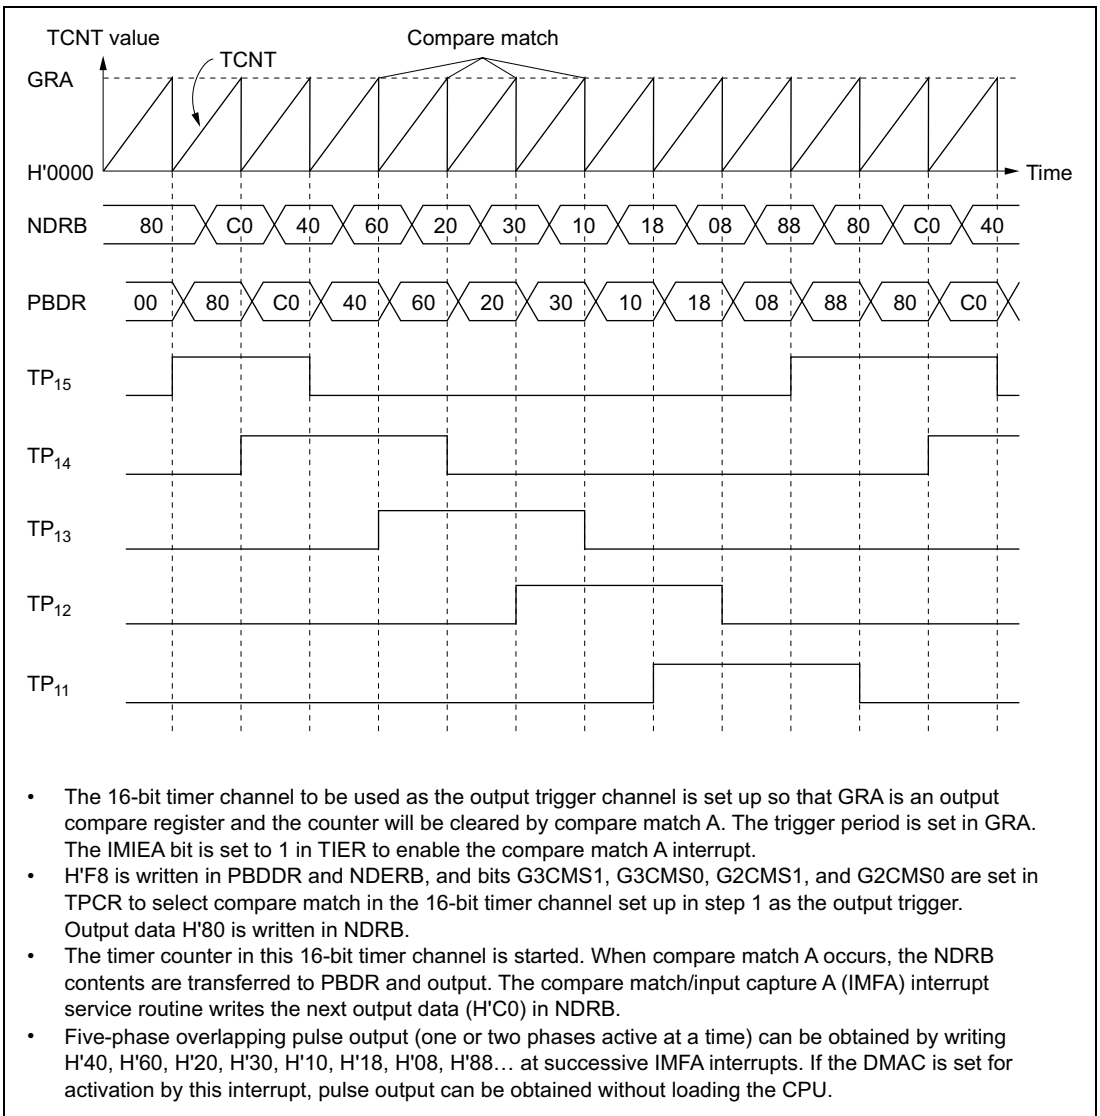 TCNT value
Compare match
TCNT
GRA
H'0000
Time
NDRB 80 C0 40 60 20 30 10 18 08 88 80 C0 40
PBDR 00 80 C0 40 60 20 30 10 18 08 88 80 C0
TP15
TP14
TP13
TP12
TP11
• The 16-bit timer channel to be used as the output trigger channel is set up so that GRA is an output
compare register and the counter will be cleared by compare match A. The trigger period is set in GRA.
The IMIEA bit is set to 1 in TIER to enable the compare match A interrupt.
• H'F8 is written in PBDDR and NDERB, and bits G3CMS1, G3CMS0, G2CMS1, and G2CMS0 are set in
TPCR to select compare match in the 16-bit timer channel set up in step 1 as the output trigger.
Output data H'80 is written in NDRB.
• The timer counter in this 16-bit timer channel is started. When compare match A occurs, the NDRB
contents are transferred to PBDR and output. The compare match/input capture A (IMFA) interrupt
service routine writes the next output data (H'C0) in NDRB.
• Five-phase overlapping pulse output (one or two phases active at a time) can be obtained by writing
H'40, H'60, H'20, H'30, H'10, H'18, H'08, H'88… at successive IMFA interrupts. If the DMAC is set for
activation by this interrupt, pulse output can be obtained without loading the CPU.